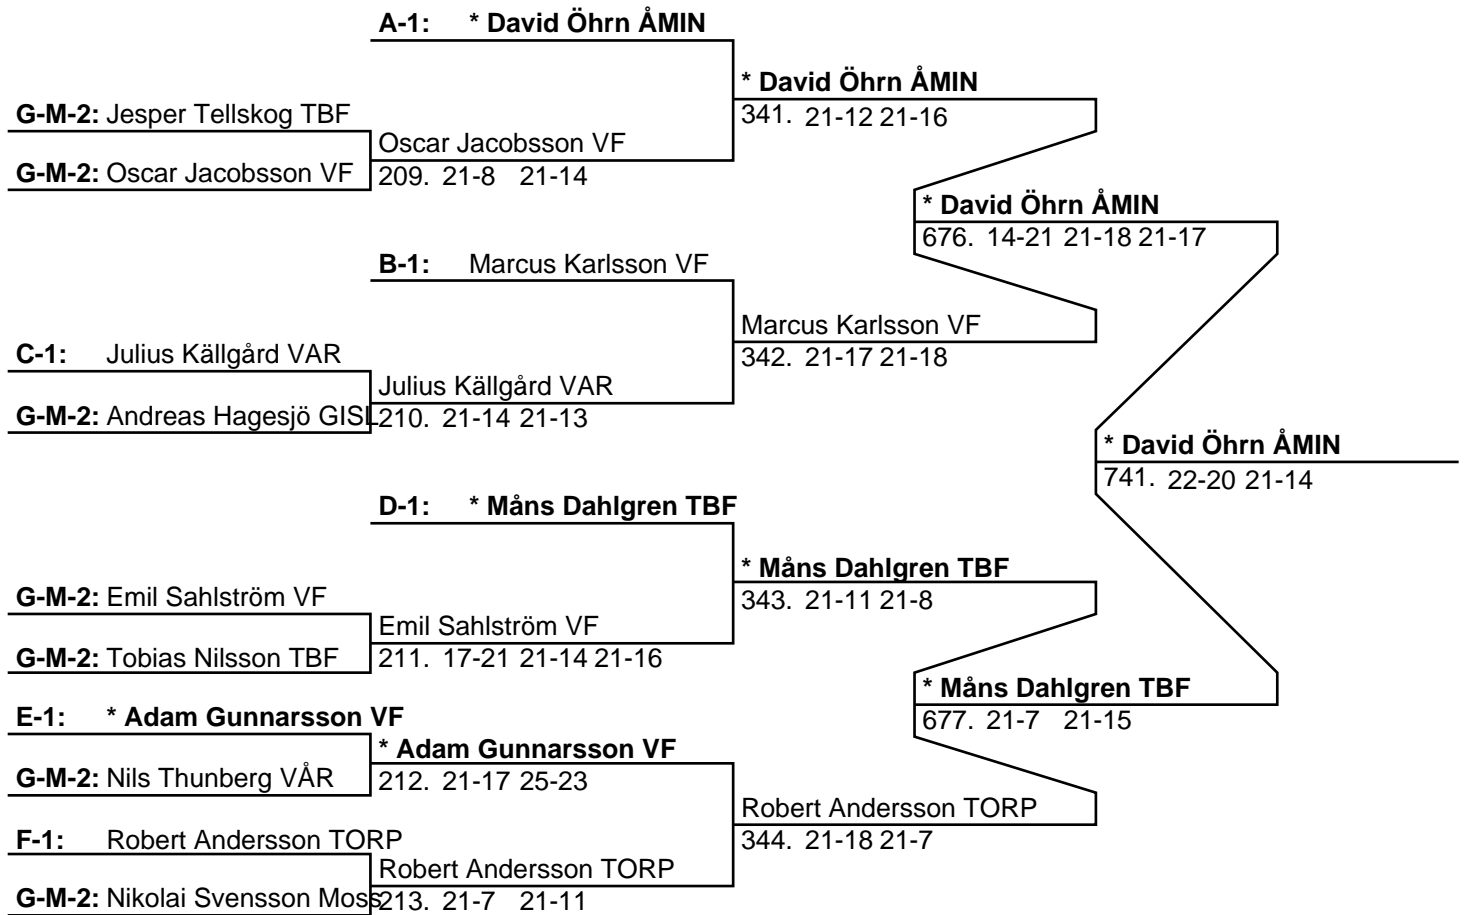 A-1: * David Öhrn ÅMIN
* David Öhrn ÅMIN
G-M-2: Jesper Tellskog TBF
341. 21-12 21-16
Oscar Jacobsson VF
G-M-2: Oscar Jacobsson VF
209. 21-8 21-14
* David Öhrn ÅMIN
676. 14-21 21-18 21-17
B-1: Marcus Karlsson VF
Marcus Karlsson VF
C-1: Julius Källgård VAR
342. 21-17 21-18
Julius Källgård VAR
G-M-2: Andreas Hagesjö GISL
210. 21-14 21-13
* David Öhrn ÅMIN
741. 22-20 21-14
D-1: * Måns Dahlgren TBF
* Måns Dahlgren TBF
G-M-2: Emil Sahlström VF
343. 21-11 21-8
Emil Sahlström VF
G-M-2: Tobias Nilsson TBF
211. 17-21 21-14 21-16
* Måns Dahlgren TBF
677. 21-7 21-15
E-1: * Adam Gunnarsson VF
* Adam Gunnarsson VF
G-M-2: Nils Thunberg VÅR
212. 21-17 25-23
Robert Andersson TORP
F-1: Robert Andersson TORP
344. 21-18 21-7
Robert Andersson TORP
G-M-2: Nikolai Svensson Moss
213. 21-7 21-11